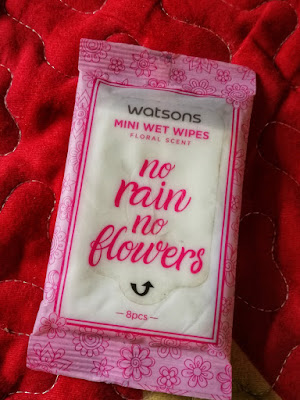 watsons
MINI WET WIPES
FLORAL SCENT
no
rain
no
flowers
8pcs